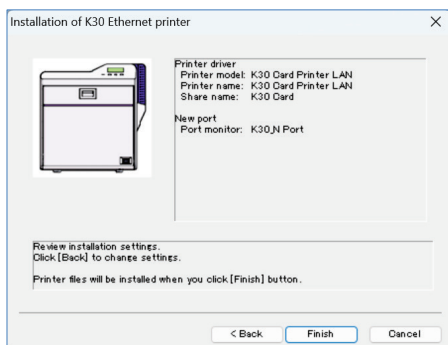 Installation of K30 Ethernet printer
Printer driver
Printer model: K30 Card Printer LAN
Printer name: K30 Card Printer LAN
Share name: K30 Card
New port
Port monitor: K30_N Port
Review installation settings.
Click [Back] to change settings.
Printer files will be installed when you click [Finish] button.
< Back
Finish
Cancel